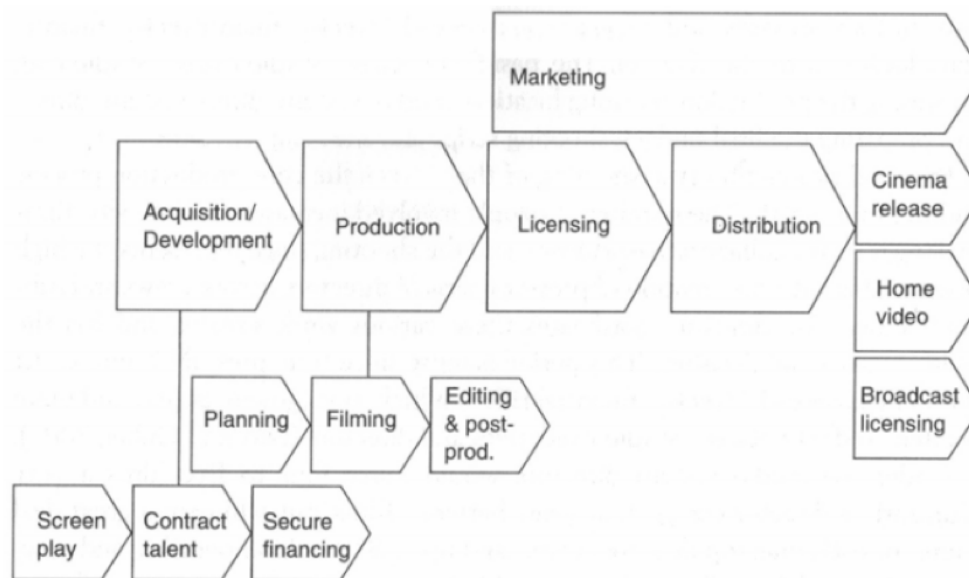 Marketing
Acquisition/
Development
Production
Licensing
Distribution
Cinema
release
Home
video
Broadcast
licensing
Planning
Filming
Editing
& post-
prod.
Screen
play
Contract
talent
Secure
financing